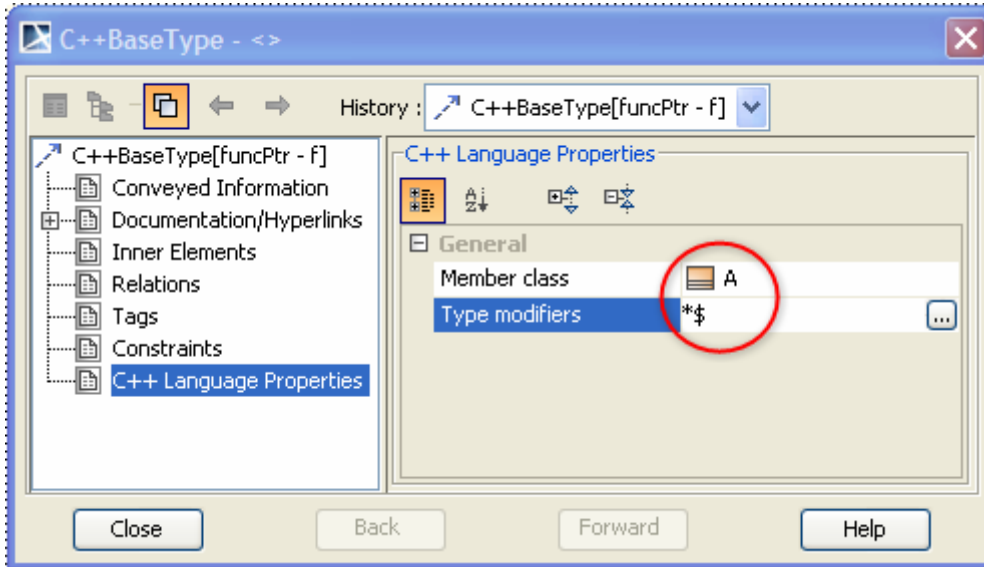 C++BaseType - <>
History : C++BaseType[funcPtr - f]
C++BaseType[funcPtr - f]
Conveyed Information
Documentation/Hyperlinks
Inner Elements
Relations
Tags
Constraints
C++ Language Properties
C++ Language Properties
General
Member class A
Type modifiers *$ ...
Close Back Forward Help